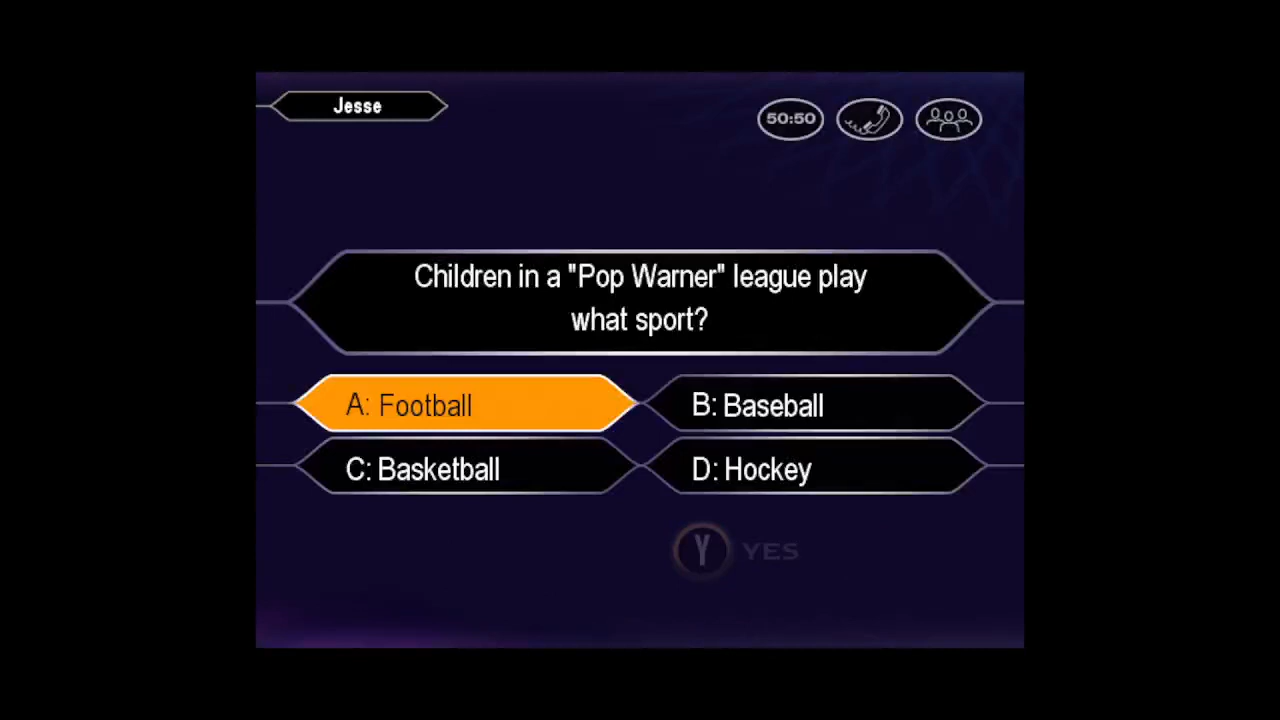 Jesse
50:50
Children in a "Pop Warner" league play
what sport?
A: Football
B: Baseball
C: Basketball
D: Hockey
Y YES